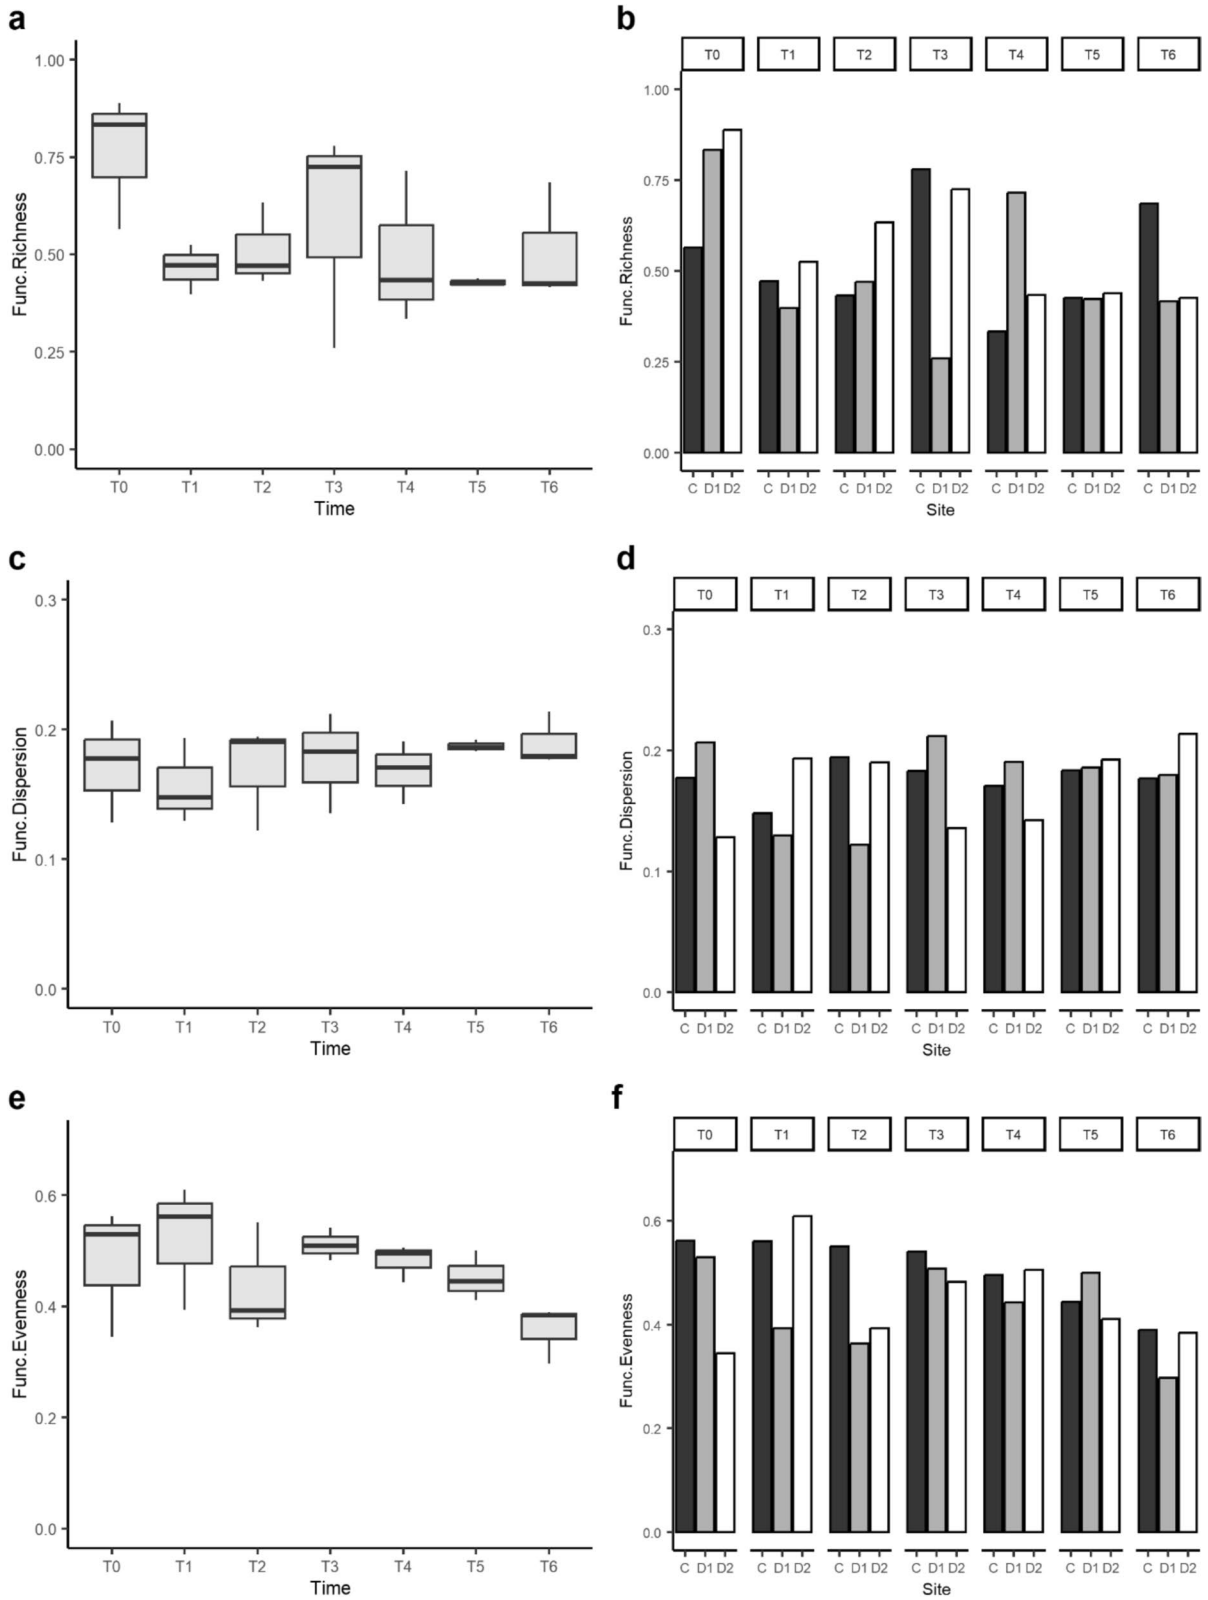 a
1.00
0.75
0.50
0.25
0.00
Func.Richness
T0 T1 T2 T3 T4 T5 T6
Time
b
T0 T1 T2 T3 T4 T5 T6
1.00
0.75
0.50
0.25
0.00
Func.Richness
C D1 D2 C D1 D2 C D1 D2 C D1 D2 C D1 D2 C D1 D2 C D1 D2
Site
c
0.3
0.2
0.1
0.0
Func.Dispersion
T0 T1 T2 T3 T4 T5 T6
Time
d
T0 T1 T2 T3 T4 T5 T6
0.3
0.2
0.1
0.0
Func.Dispersion
C D1 D2 C D1 D2 C D1 D2 C D1 D2 C D1 D2 C D1 D2 C D1 D2
Site
e
0.6
0.4
0.2
0.0
Func.Evenness
T0 T1 T2 T3 T4 T5 T6
Time
f
T0 T1 T2 T3 T4 T5 T6
0.6
0.4
0.2
0.0
Func.Evenness
C D1 D2 C D1 D2 C D1 D2 C D1 D2 C D1 D2 C D1 D2 C D1 D2
Site